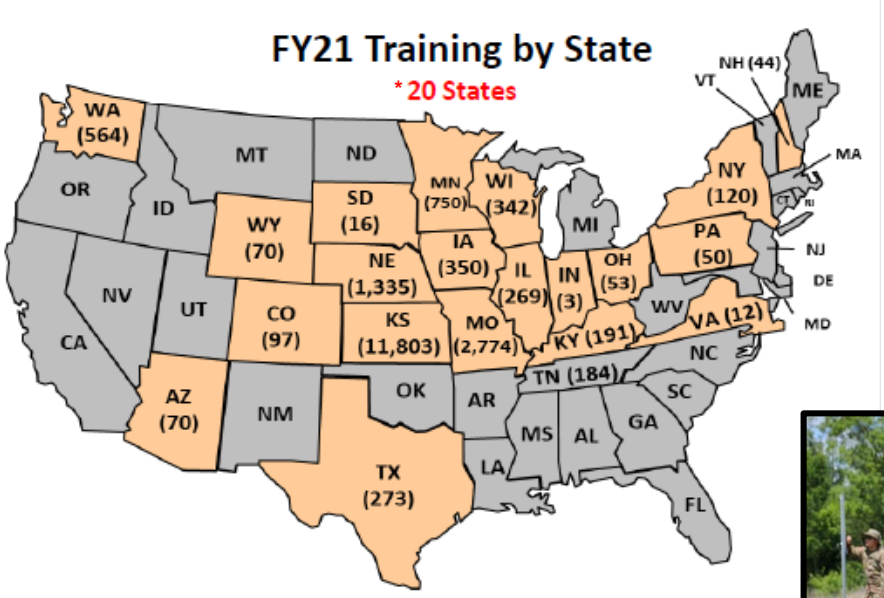 FY21 Training by State
* 20 States
WA
(564)
OR
ID
MT
ND
SD
(16)
WY
(70)
NE
(1,335)
NV
UT
CO
(97)
KS
(11,803)
CA
AZ
(70)
NM
OK
TX
(273)
MN
(750)
WI
(342)
IA
(350)
IL
(269)
MO
(2,774)
IN
(3)
OH
(53)
MI
KY (191)
TN (184)
AR
LA
MS
AL
GA
FL
SC
NC
VA (12)
WV
PA
(50)
NY
(120)
VT
NH (44)
ME
MA
CT
NJ
DE
MD